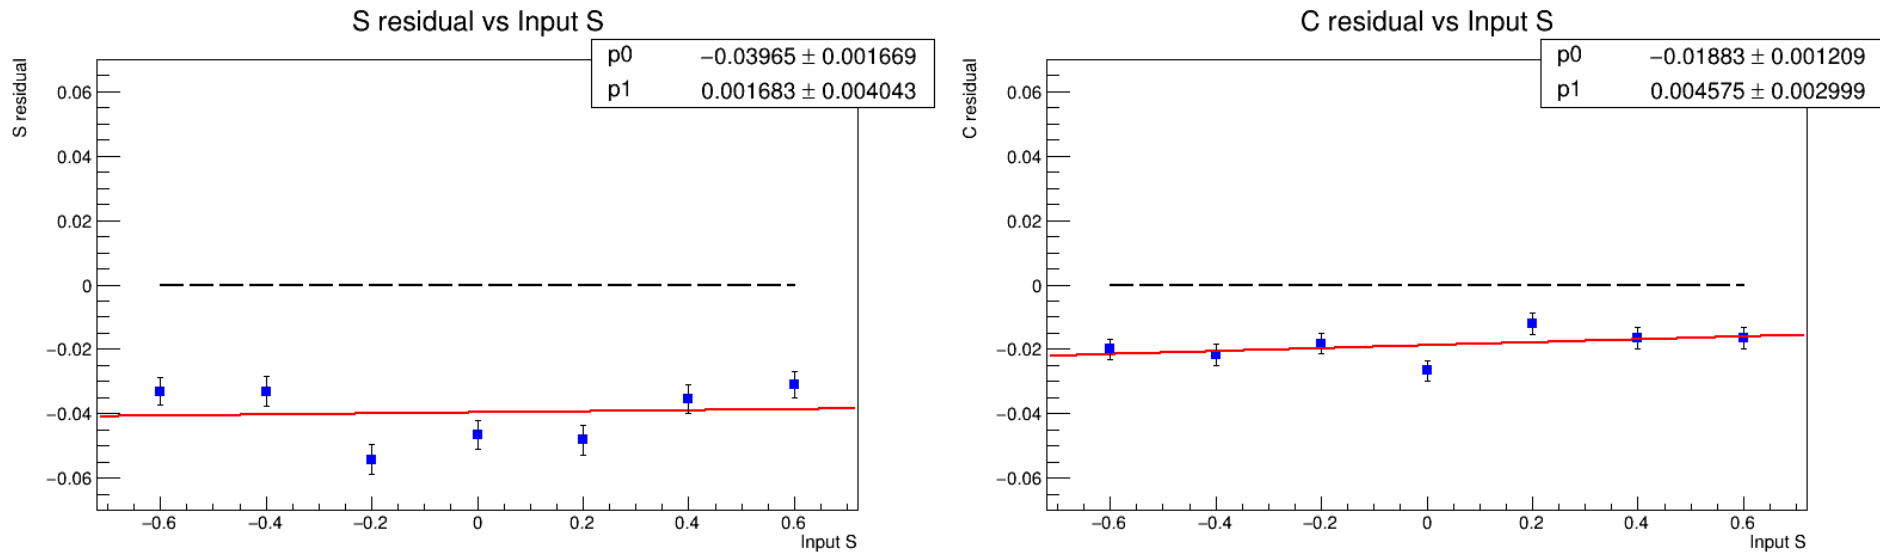 S residual vs Input S
p0 −0.03965 ± 0.001669
p1 0.001683 ± 0.004043
S residual
0.06
0.04
0.02
0
−0.02
−0.04
−0.06
−0.6 −0.4 −0.2 0 0.2 0.4 0.6
Input S
C residual vs Input S
p0 −0.01883 ± 0.001209
p1 0.004575 ± 0.002999
C residual
0.06
0.04
0.02
0
−0.02
−0.04
−0.06
−0.6 −0.4 −0.2 0 0.2 0.4 0.6
Input S